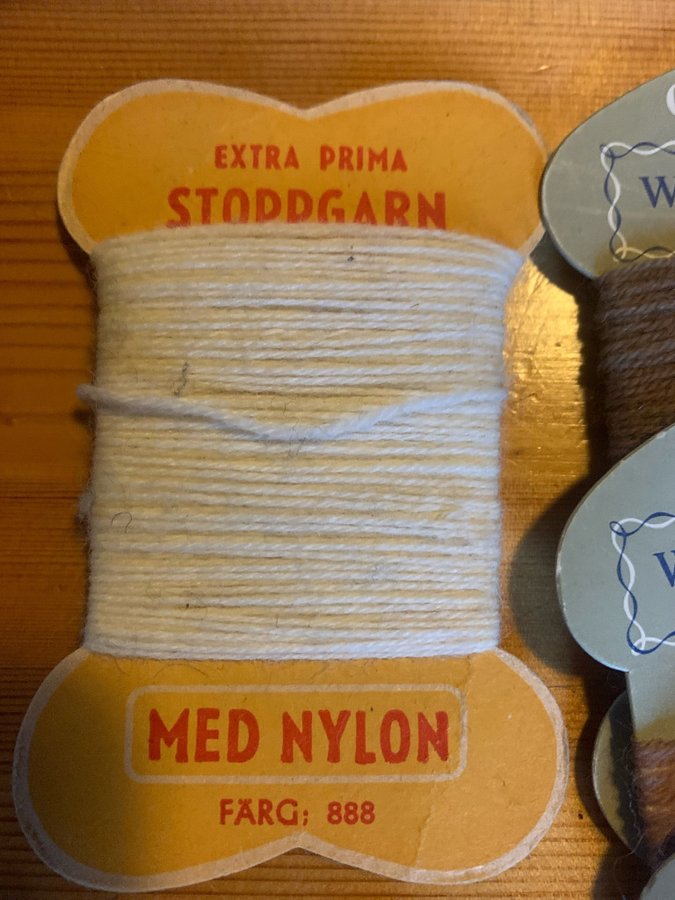 EXTRA PRIMA
STOPPGARN
MED NYLON
FÄRG: 888